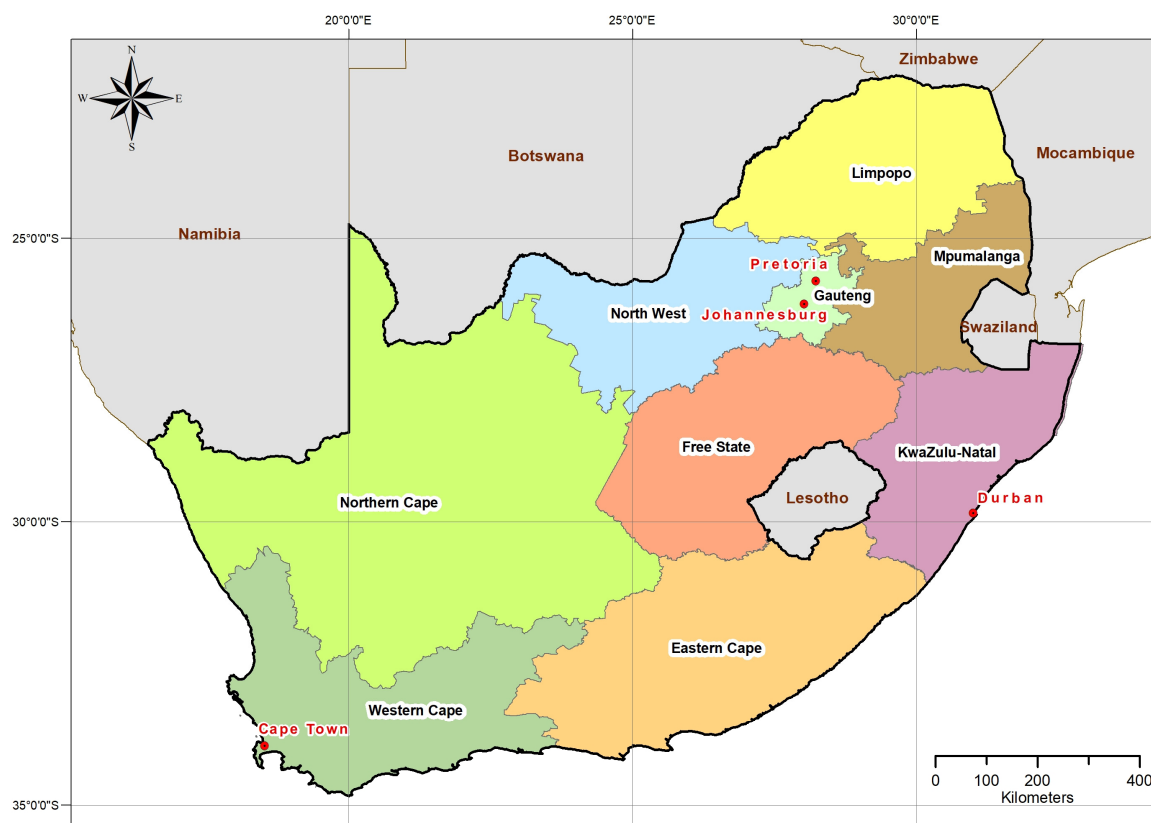 20°0'0"E
25°0'0"E
30°0'0"E
N
W
E
S
Zimbabwe
Botswana
Mocambique
Limpopo
Namibia
25°0'0"S
Mpumalanga
Pretoria
Gauteng
North West
Johannesburg
Swaziland
Free State
KwaZulu-Natal
Northern Cape
Lesotho
Durban
30°0'0"S
Eastern Cape
Western Cape
Cape Town
0 100 200 400
Kilometers
35°0'0"S